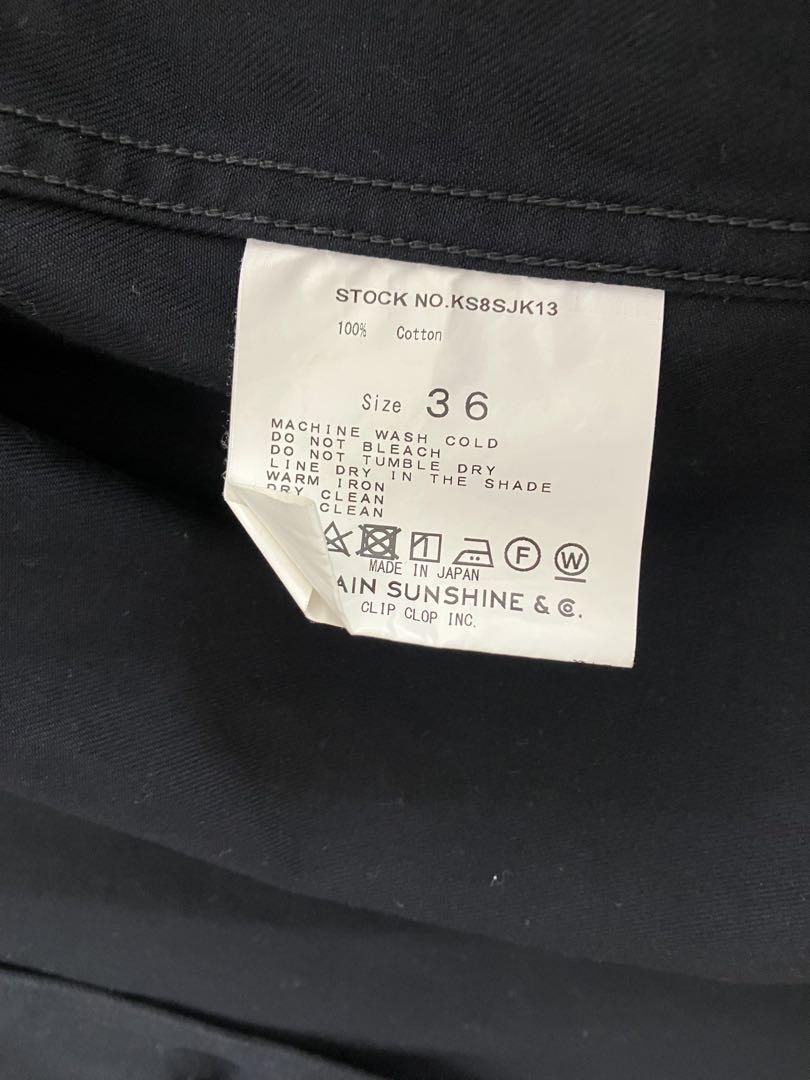 STOCK NO.KS8SJK13
100% Cotton
Size 36
MACHINE WASH COLD
DO NOT BLEACH
DO NOT TUMBLE DRY
LINE DRY IN THE SHADE
WARM IRON
DRY CLEAN
CLEAN
F W
MADE IN JAPAN
AIN SUNSHINE & Co.
CLIP CLOP INC.